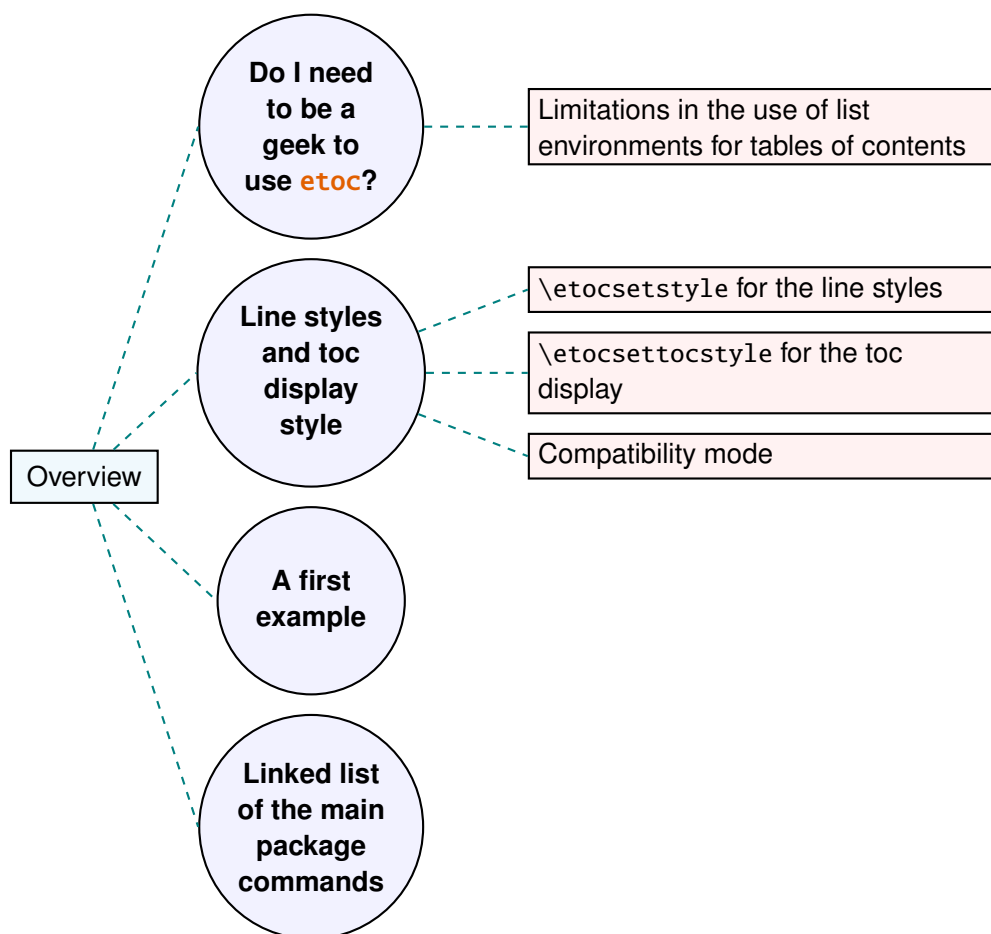 Do I need
to be a
geek to
use etoc?
Limitations in the use of list
environments for tables of contents
Line styles
and toc
display
style
\etocsetstyle for the line styles
\etocsettocstyle for the toc
display
Compatibility mode
Overview
A first
example
Linked list
of the main
package
commands